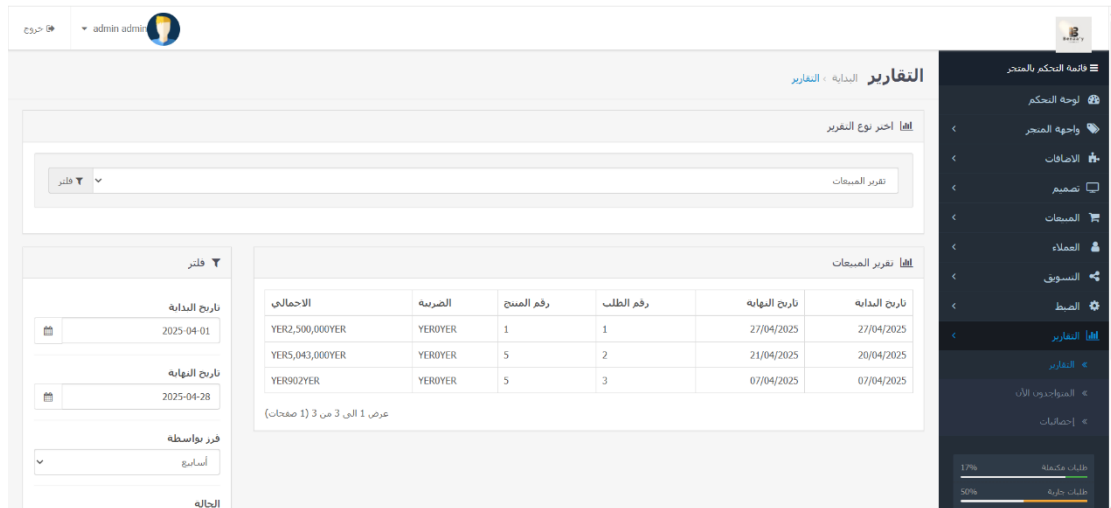 admin admin
خروج
قائمة التحكم بالمتجر
لوحة التحكم
واجهة المتجر
الاضافات
تصميم
المبيعات
العملاء
التسويق
الضبط
التقارير
التقارير
المتواجدون الآن
إحصائيات
طلبات مكتملة 17%
طلبات جارية 50%
التقارير البداية › التقارير
اختر نوع التقرير
تقرير المبيعات
فلتر
تقرير المبيعات
تاريخ البداية تاريخ النهاية رقم الطلب رقم المنتج الضريبة الاجمالي
27/04/2025 27/04/2025 1 1 YER0YER YER2,500,000YER
20/04/2025 21/04/2025 2 5 YER0YER YER5,043,000YER
07/04/2025 07/04/2025 3 5 YER0YER YER902YER
عرض 1 الى 3 من 3 (1 صفحات)
فلتر
تاريخ البداية
2025-04-01
تاريخ النهاية
2025-04-28
فرز بواسطة
أسابيع
الحالة